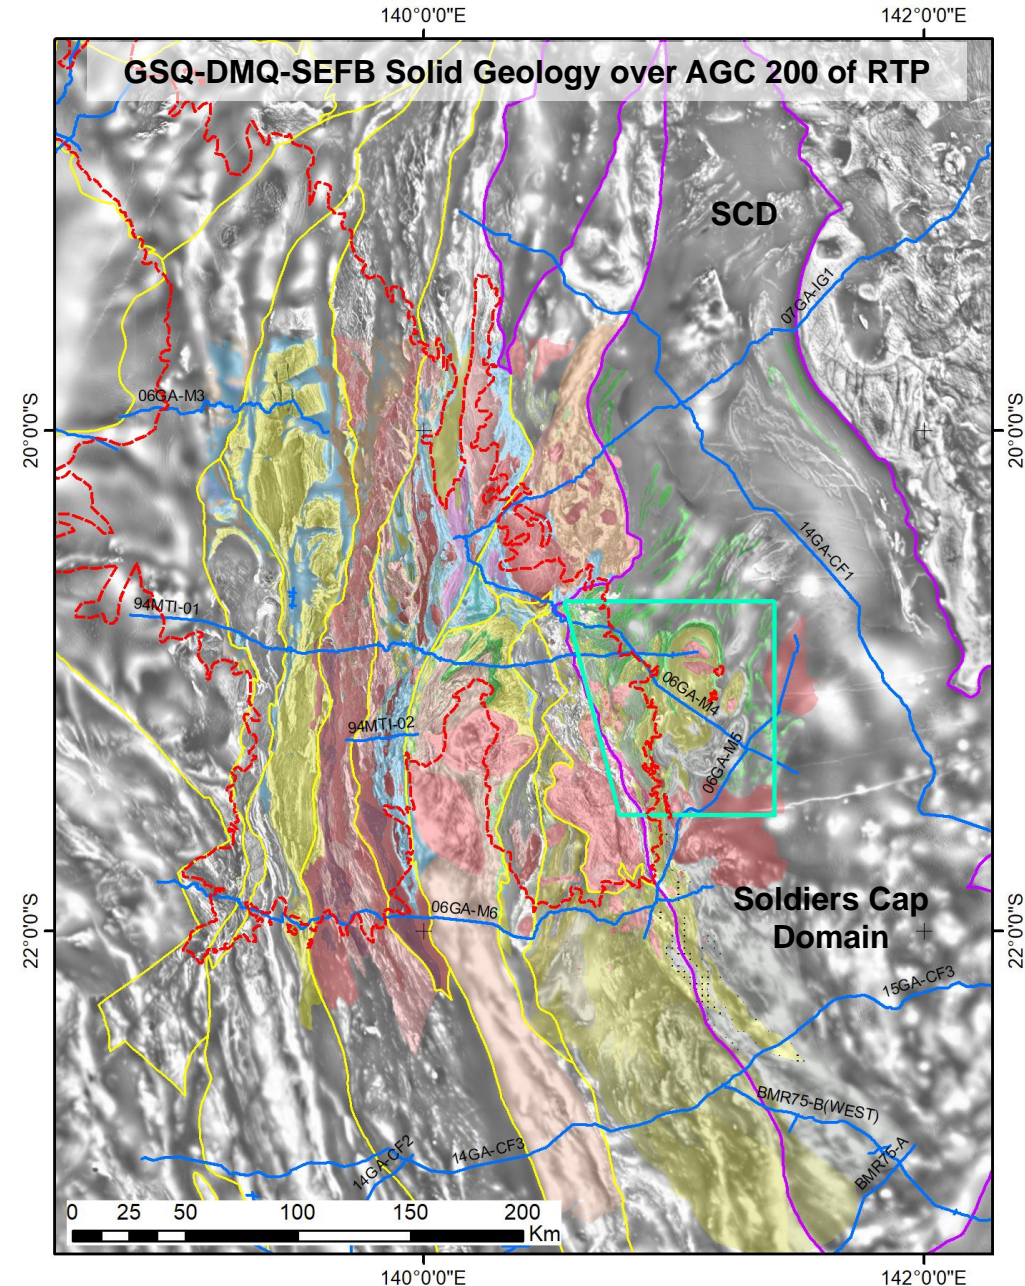 140°0'0"E
142°0'0"E
GSQ-DMQ-SEFB Solid Geology over AGC 200 of RTP
SCD
07GA-IG1
06GA-M3
20°0'0"S
20°0'0"S
14GA-CF1
94MTI-01
06GA-M4
94MTI-02
06GA-M5
Soldiers Cap
Domain
06GA-M6
22°0'0"S
22°0'0"S
15GA-CF3
BMR75-B(WEST)
14GA-CF2
14GA-CF3
BMR75-A
0 25 50 100 150 200
Km
140°0'0"E
142°0'0"E